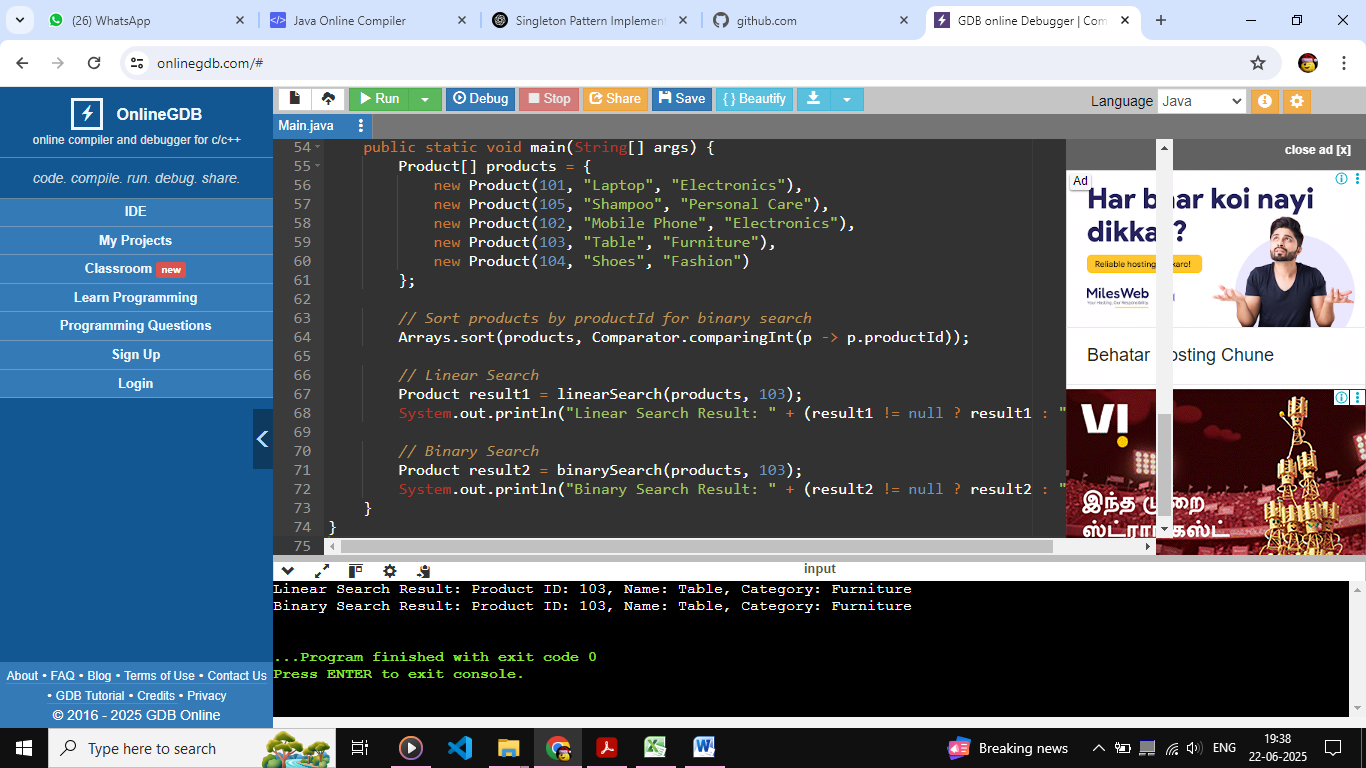 (26) WhatsApp
Java Online Compiler
Singleton Pattern Implemen
github.com
GDB online Debugger | Com
onlinegdb.com/#
OnlineGDB
online compiler and debugger for c/c++
code. compile. run. debug. share.
IDE
My Projects
Classroom new
Learn Programming
Programming Questions
Sign Up
Login
About • FAQ • Blog • Terms of Use • Contact Us
• GDB Tutorial • Credits • Privacy
© 2016 - 2025 GDB Online
Run Debug Stop Share Save { } Beautify
Language Java
Main.java
54 public static void main(String[] args) {
55 Product[] products = {
56 new Product(101, "Laptop", "Electronics"),
57 new Product(105, "Shampoo", "Personal Care"),
58 new Product(102, "Mobile Phone", "Electronics"),
59 new Product(103, "Table", "Furniture"),
60 new Product(104, "Shoes", "Fashion")
61 };
62
63 // Sort products by productId for binary search
64 Arrays.sort(products, Comparator.comparingInt(p -> p.productId));
65
66 // Linear Search
67 Product result1 = linearSearch(products, 103);
68 System.out.println("Linear Search Result: " + (result1 != null ? result1 : "
69
70 // Binary Search
71 Product result2 = binarySearch(products, 103);
72 System.out.println("Binary Search Result: " + (result2 != null ? result2 : "
73 }
74 }
75
close ad [x]
Ad
Har baar koi nayi
Reliable hosting
MilesWeb
Your Hosting, Our Responsibility
Chune
Behatar
VI
இந்த
input
Linear Search Result: Product ID: 103, Name: Table, Category: Furniture
Binary Search Result: Product ID: 103, Name: Table, Category: Furniture
...Program finished with exit code 0
Press ENTER to exit console.
Type here to search
Breaking news
ENG
19:38
22-06-2025